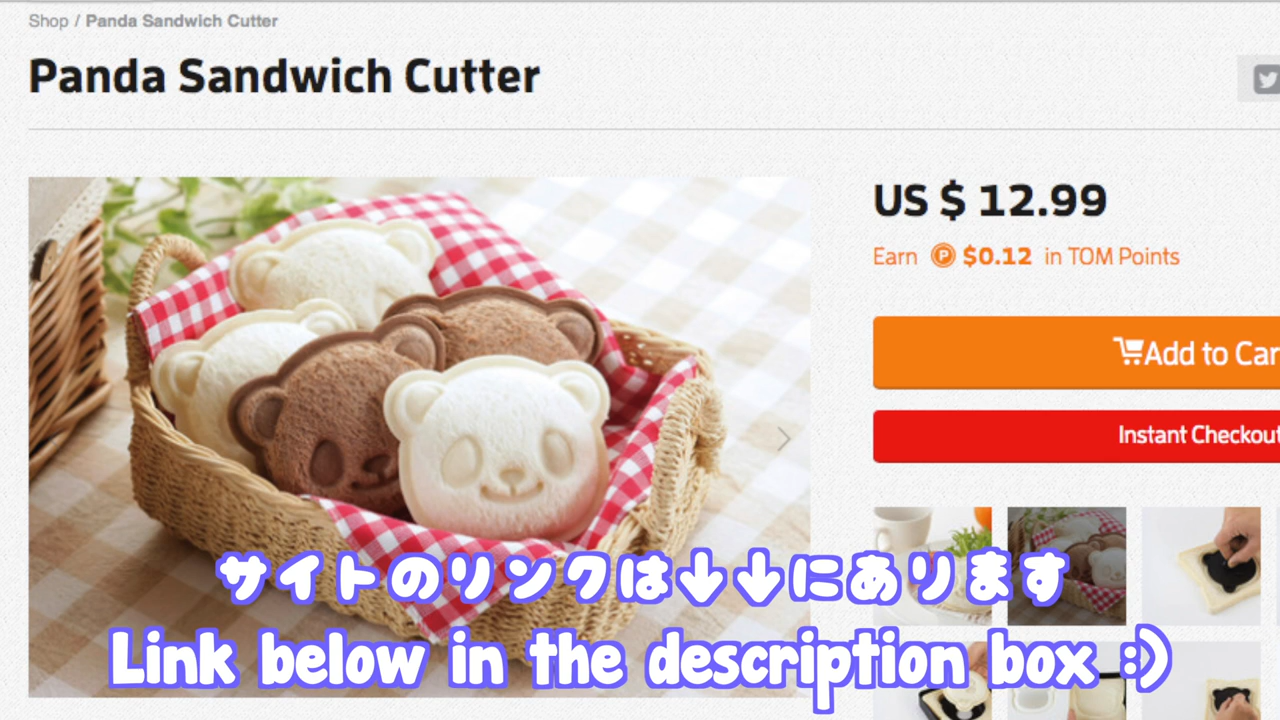 Shop / Panda Sandwich Cutter
Panda Sandwich Cutter
US $ 12.99
Earn P $0.12 in TOM Points
Add to Car
Instant Checkout
サイトのリンクは↓↓にあります
Link below in the description box :)